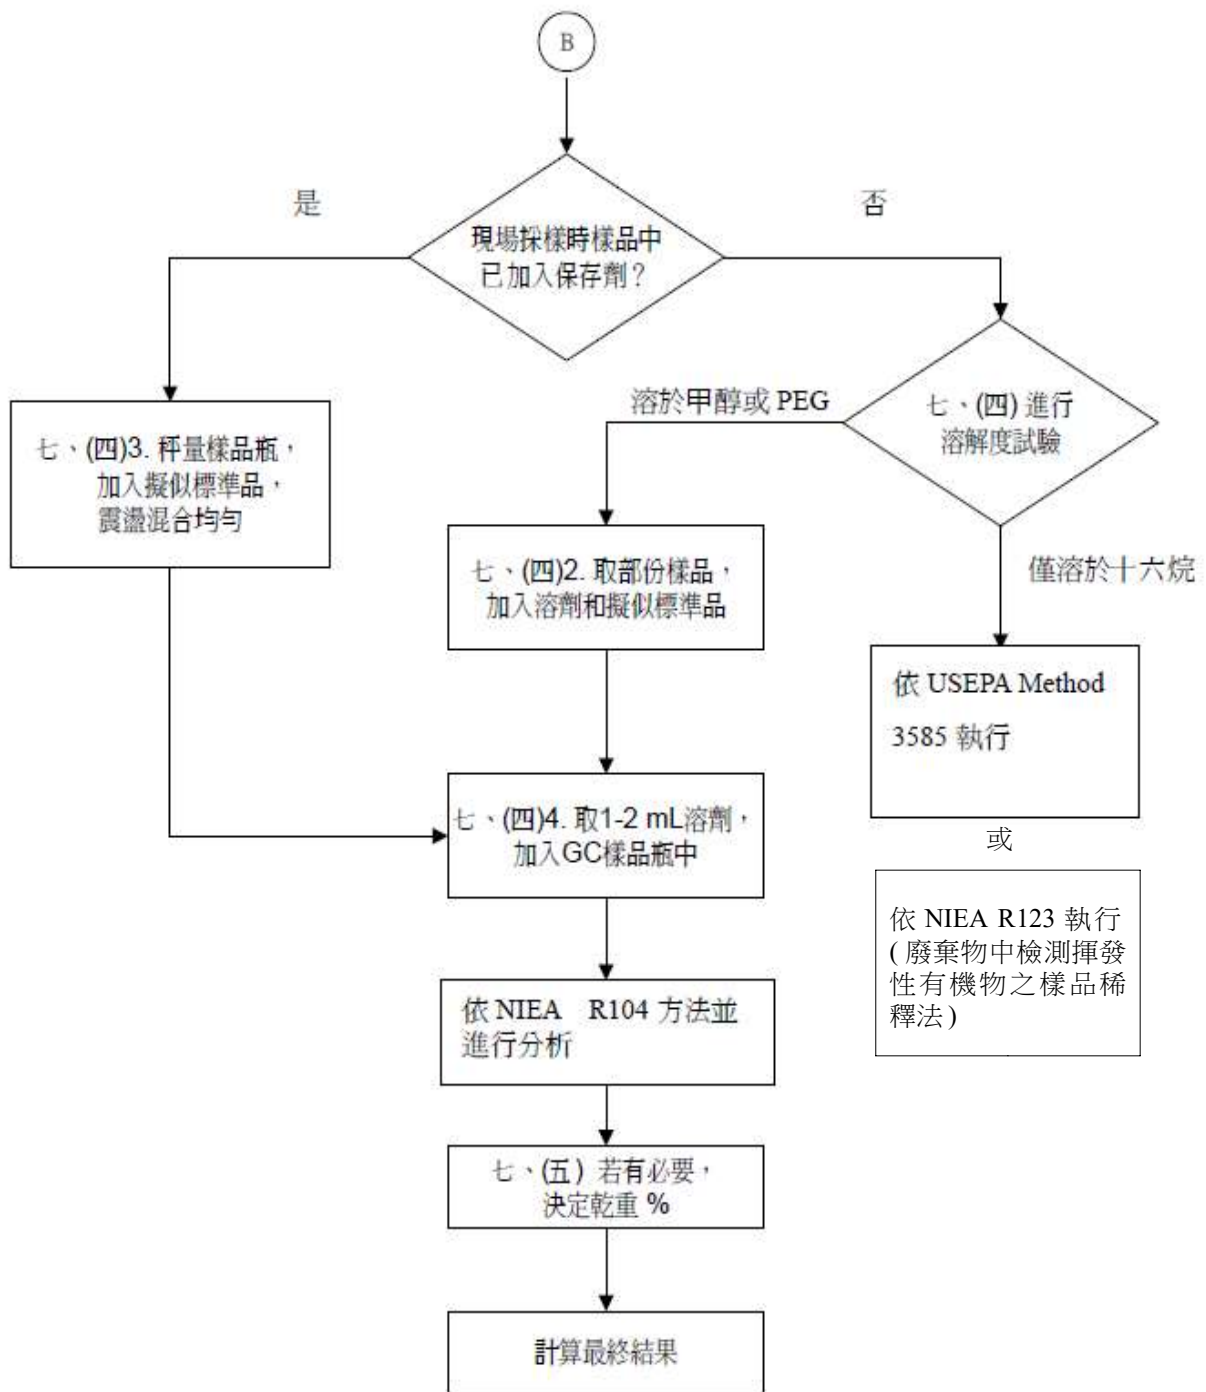 B
是
否
現場採樣時樣品中
已加入保存劑？
溶於甲醇或 PEG
七、(四) 進行
溶解度試驗
七、(四)3. 秤量樣品瓶，
加入擬似標準品，
震盪混合均勻
七、(四)2. 取部份樣品，
加入溶劑和擬似標準品
僅溶於十六烷
依 USEPA Method
3585 執行
或
依 NIEA R123 執行
(廢棄物中檢測揮發
性有機物之樣品稀
釋法)
七、(四)4. 取1-2 mL溶劑，
加入GC樣品瓶中
依 NIEA R104 方法並
進行分析
七、(五) 若有必要，
決定乾重 %
計算最終結果